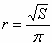 r = √S / π